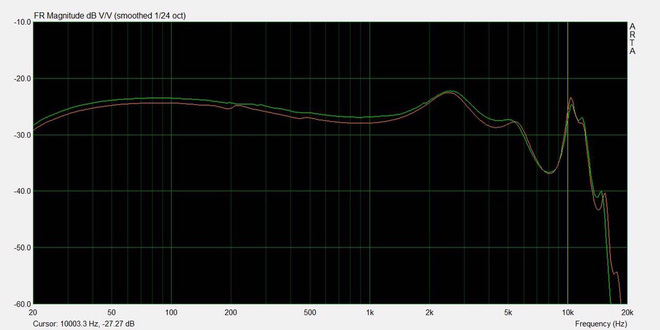 FR Magnitude dB V/V (smoothed 1/24 oct)
-10.0
A
R
T
A
-20.0
-30.0
-40.0
-50.0
-60.0
20 50 100 200 500 1k 2k 5k 10k 20k
Cursor: 10003.3 Hz, -27.27 dB Frequency (Hz)